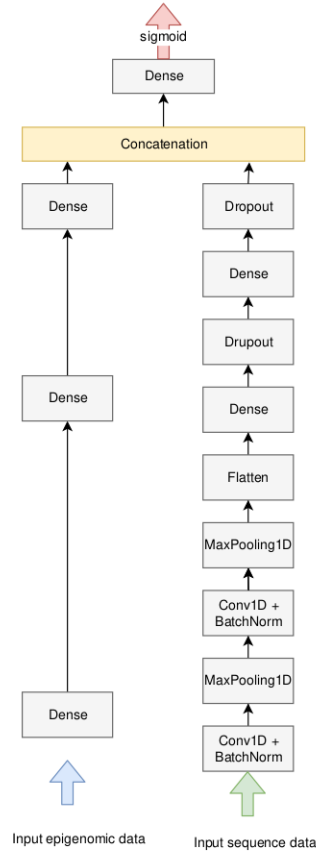 sigmoid
Dense
Concatenation
Dense
Dropout
Dense
Drupout
Dense
Dense
Flatten
MaxPooling1D
Conv1D +
BatchNorm
MaxPooling1D
Dense
Conv1D +
BatchNorm
Input epigenomic data
Input sequence data